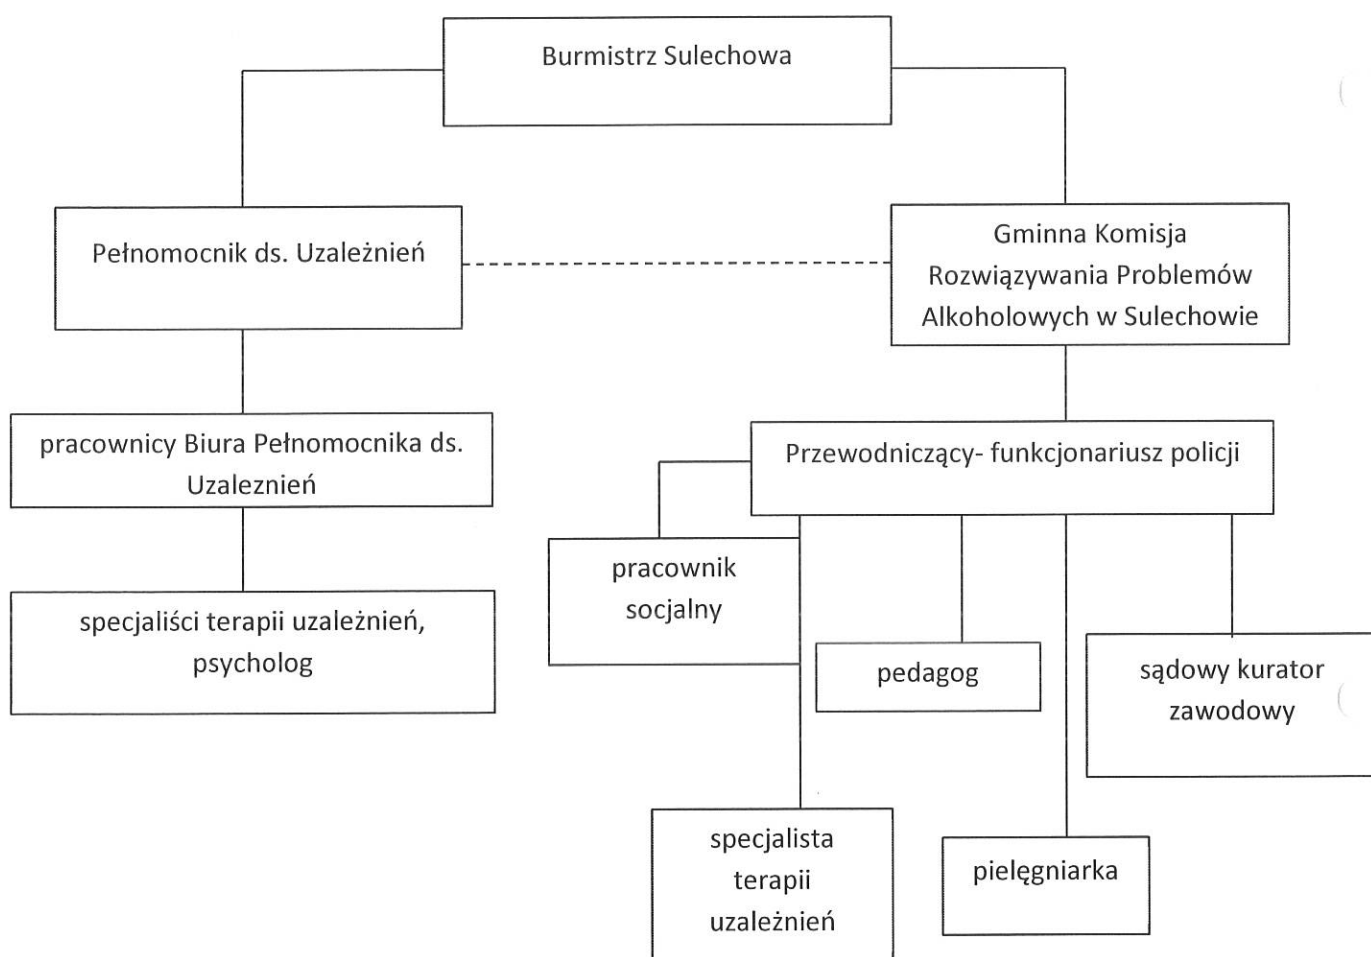 Burmistrz Sulechowa
Pełnomocnik ds. Uzależnień
Gminna Komisja
Rozwiązywania Problemów
Alkoholowych w Sulechowie
pracownicy Biura Pełnomocnika ds.
Uzaleznień
Przewodniczący- funkcjonariusz policji
specjaliści terapii uzależnień,
psycholog
pracownik
socjalny
pedagog
sądowy kurator
zawodowy
specjalista
terapii
uzależnień
pielęgniarka